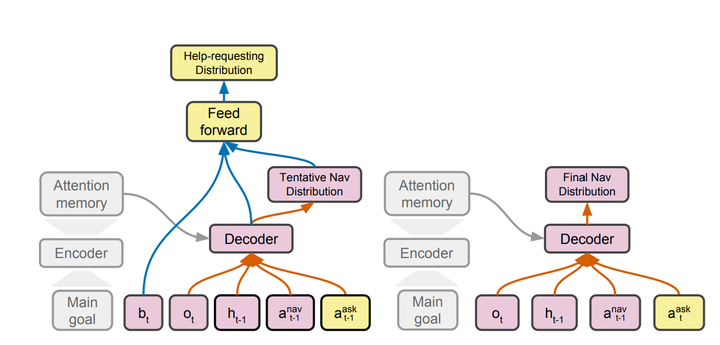 Help-requesting
Distribution
Feed
forward
Attention
memory
Tentative Nav
Distribution
Encoder
Decoder
Main
goal
b_t
o_t
h_{t-1}
a^{nav}_{t-1}
a^{ask}_{t-1}
Attention
memory
Final Nav
Distribution
Encoder
Decoder
Main
goal
o_t
h_{t-1}
a^{nav}_{t-1}
a^{ask}_t